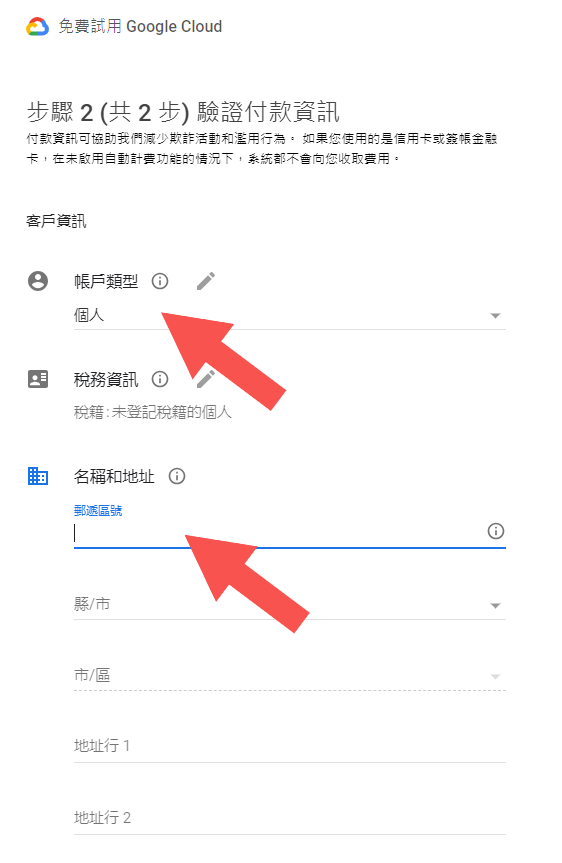 免費試用 Google Cloud
步驟 2 (共 2 步) 驗證付款資訊
付款資訊可協助我們減少欺詐活動和濫用行為。 如果您使用的是信用卡或簽帳金融
卡，在未啟用自動計費功能的情況下，系統都不會向您收取費用。
客戶資訊
帳戶類型
個人
稅務資訊
稅籍：未登記稅籍的個人
名稱和地址
郵遞區號
縣/市
市/區
地址行 1
地址行 2